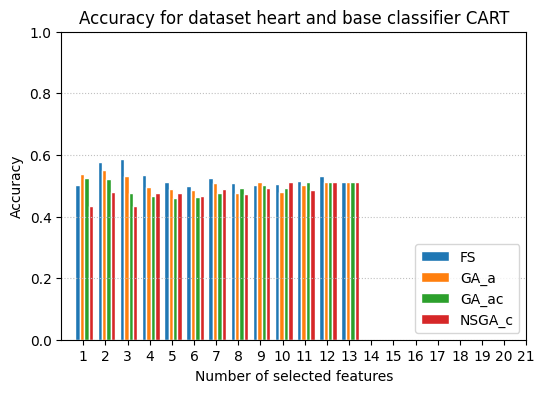 Accuracy for dataset heart and base classifier CART
1.0
0.8
0.6
0.4
0.2
0.0
Accuracy
FS
GA_a
GA_ac
NSGA_c
1 2 3 4 5 6 7 8 9 10 11 12 13 14 15 16 17 18 19 20 21
Number of selected features